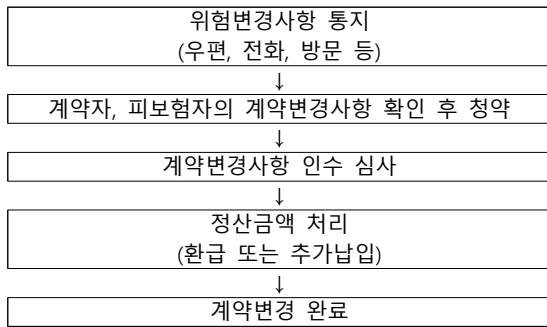 위험변경사항 통지
(우편, 전화, 방문 등)
↓
계약자, 피보험자의 계약변경사항 확인 후 청약
↓
계약변경사항 인수 심사
↓
정산금액 처리
(환급 또는 추가납입)
↓
계약변경 완료